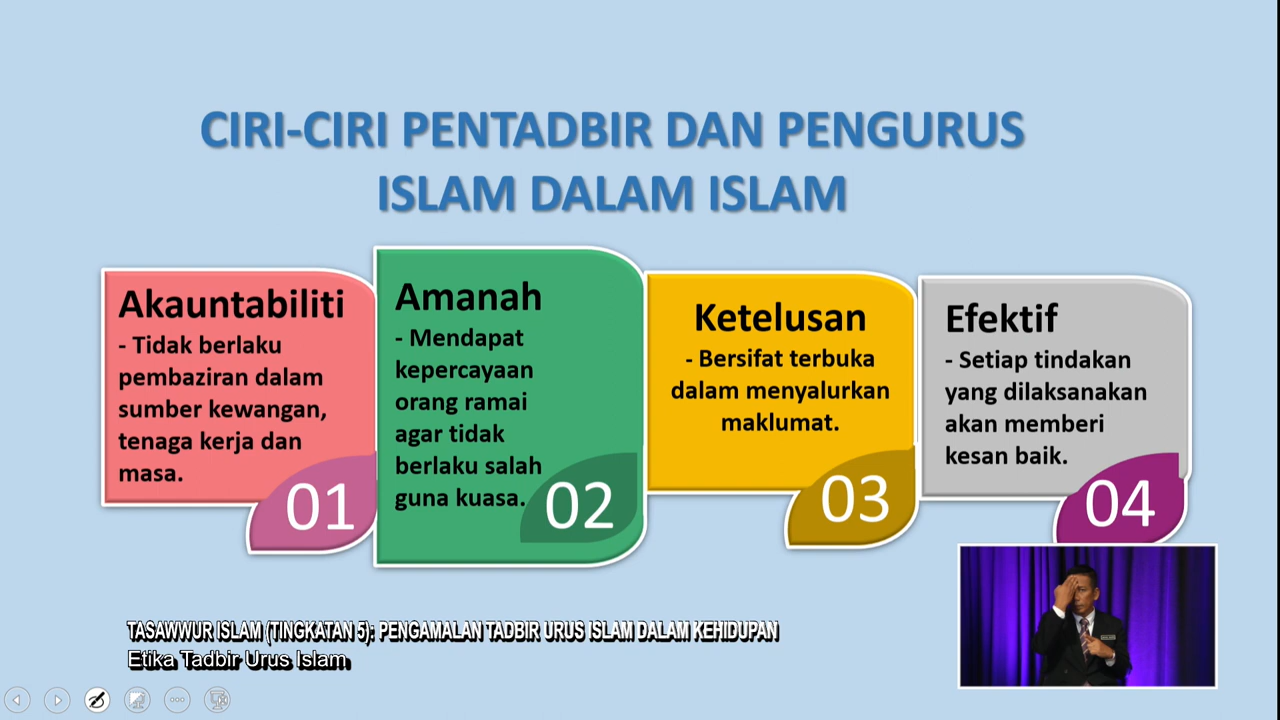 CIRI-CIRI PENTADBIR DAN PENGURUS
ISLAM DALAM ISLAM
Akauntabiliti
- Tidak berlaku
pembaziran dalam
sumber kewangan,
tenaga kerja dan
masa.
01
Amanah
- Mendapat
kepercayaan
orang ramai
agar tidak
berlaku salah
guna kuasa.
02
Ketelusan
- Bersifat terbuka
dalam menyalurkan
maklumat.
03
Efektif
- Setiap tindakan
yang dilaksanakan
akan memberi
kesan baik.
04
TASAWWUR ISLAM (TINGKATAN 5): PENGAMALAN TADBIR URUS ISLAM DALAM KEHIDUPAN
Etika Tadbir Urus Islam